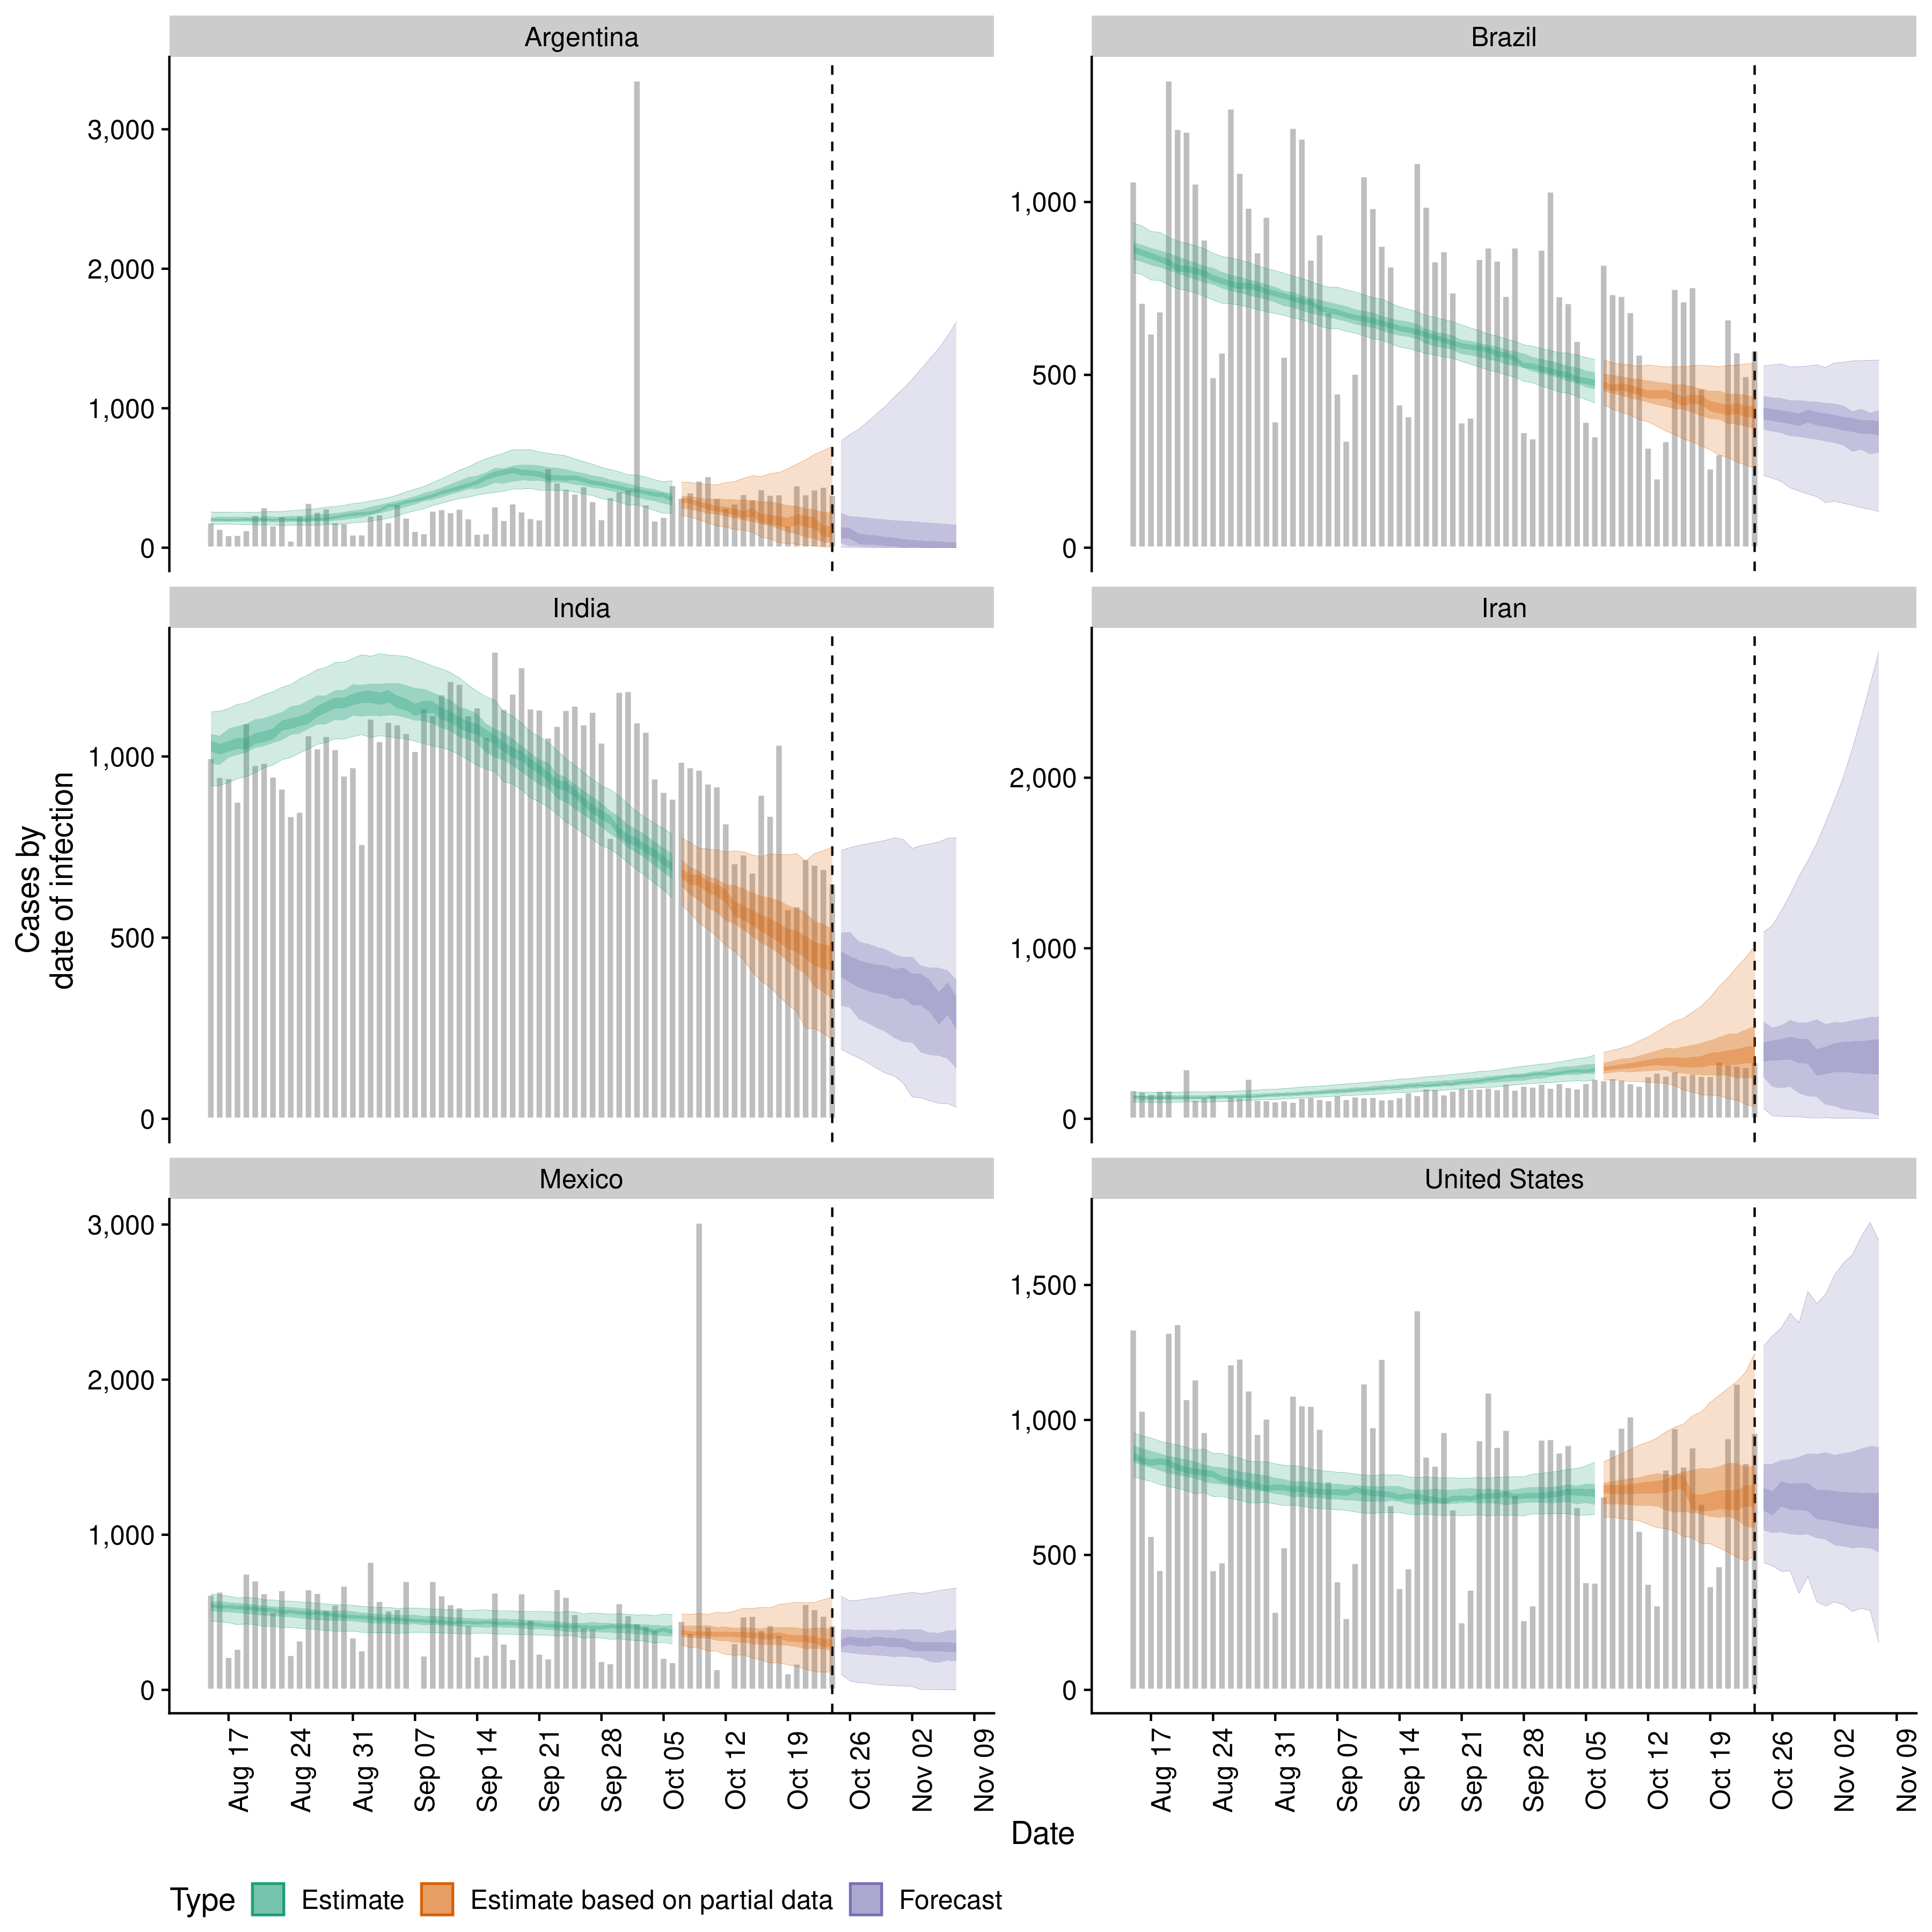 Argentina
Brazil
3,000
2,000
1,000
0
1,000
500
0
India
Iran
1,000
500
0
2,000
1,000
0
Cases by
date of infection
Mexico
United States
3,000
2,000
1,000
0
1,500
1,000
500
0
Aug 17
Aug 24
Aug 31
Sep 07
Sep 14
Sep 21
Sep 28
Oct 05
Oct 12
Oct 19
Oct 26
Nov 02
Nov 09
Aug 17
Aug 24
Aug 31
Sep 07
Sep 14
Sep 21
Sep 28
Oct 05
Oct 12
Oct 19
Oct 26
Nov 02
Nov 09
Date
Type Estimate Estimate based on partial data Forecast